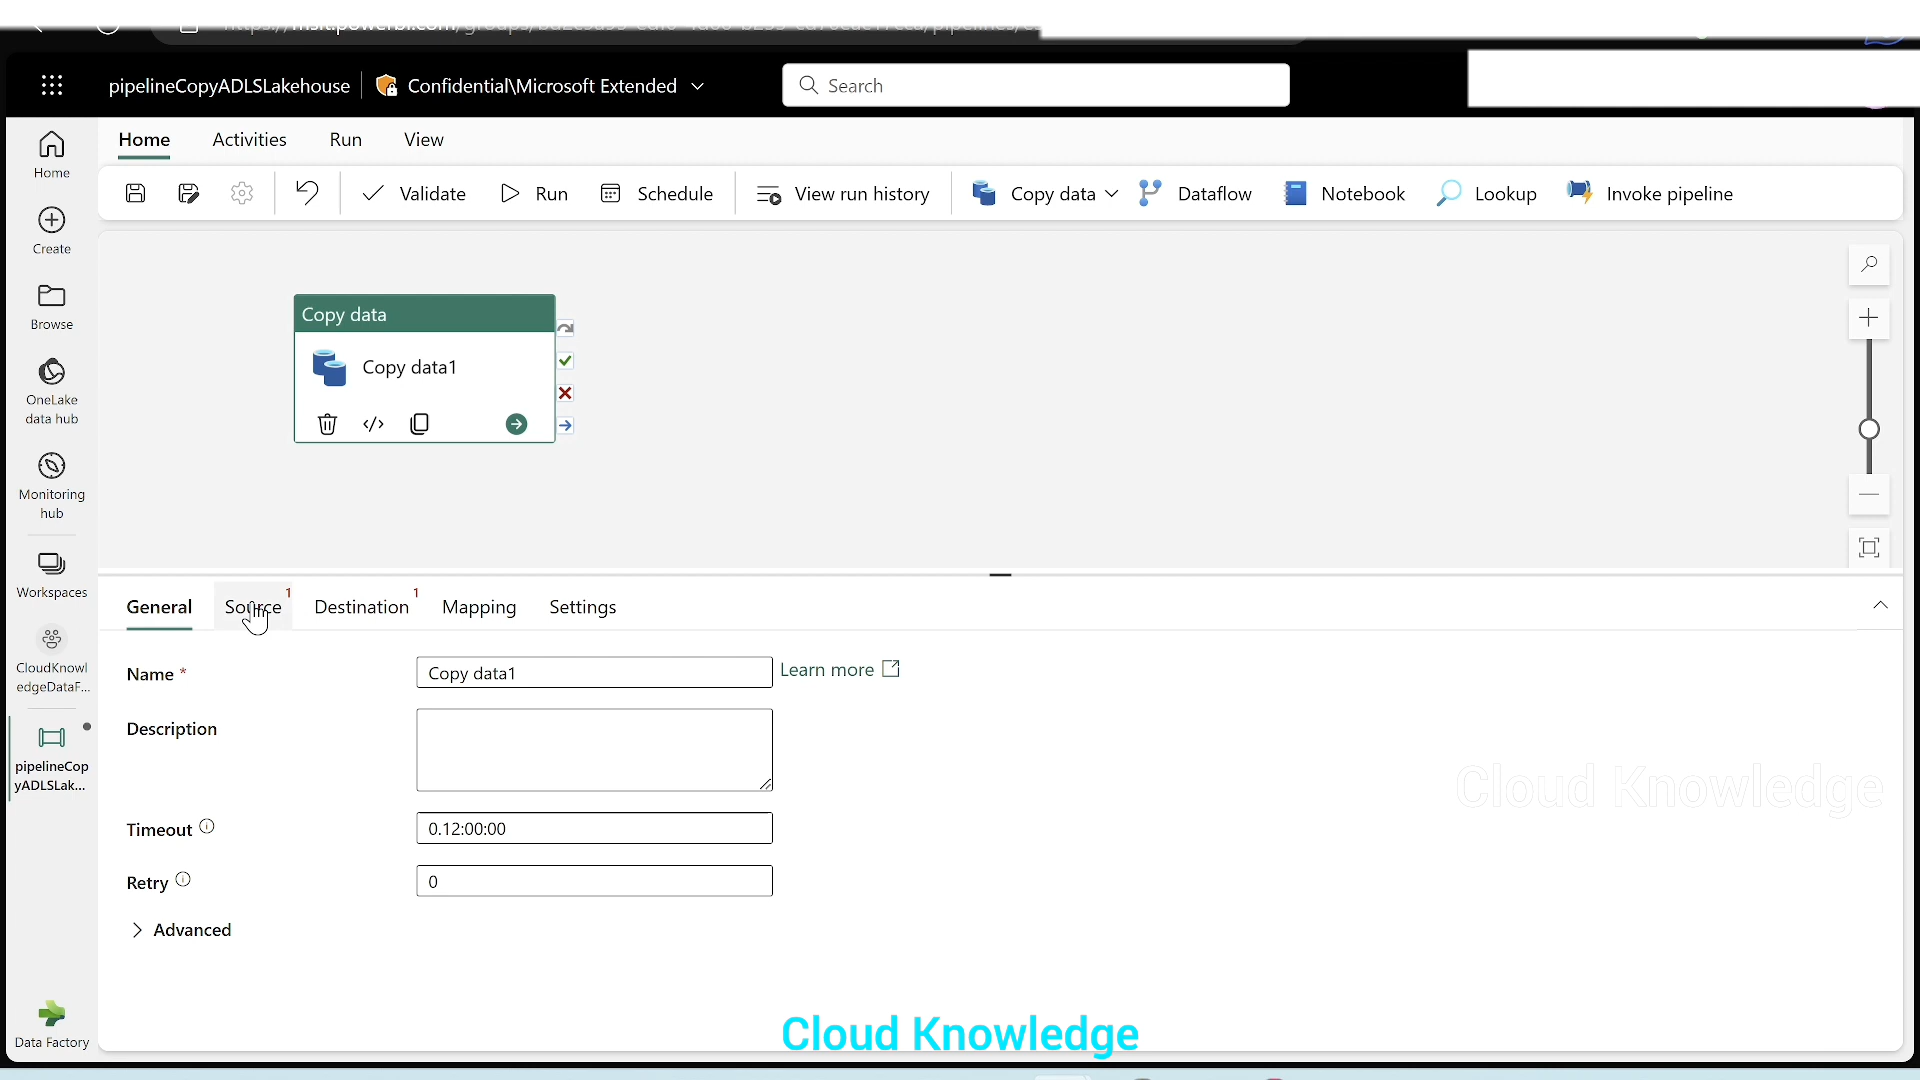 pipelineCopyADLSLakehouse
Confidential\Microsoft Extended
Search
Home
Activities
Run
View
Validate
Run
Schedule
View run history
Copy data
Dataflow
Notebook
Lookup
Invoke pipeline
Home
Create
Browse
OneLake
data hub
Monitoring
hub
Workspaces
CloudKnowl
edgeDataF...
pipelineCop
yADLSLak...
Data Factory
Copy data
Copy data1
General
Source
1
Destination
1
Mapping
Settings
Name *
Copy data1
Learn more
Description
Timeout
0.12:00:00
Retry
0
Advanced
Cloud Knowledge
Cloud Knowledge